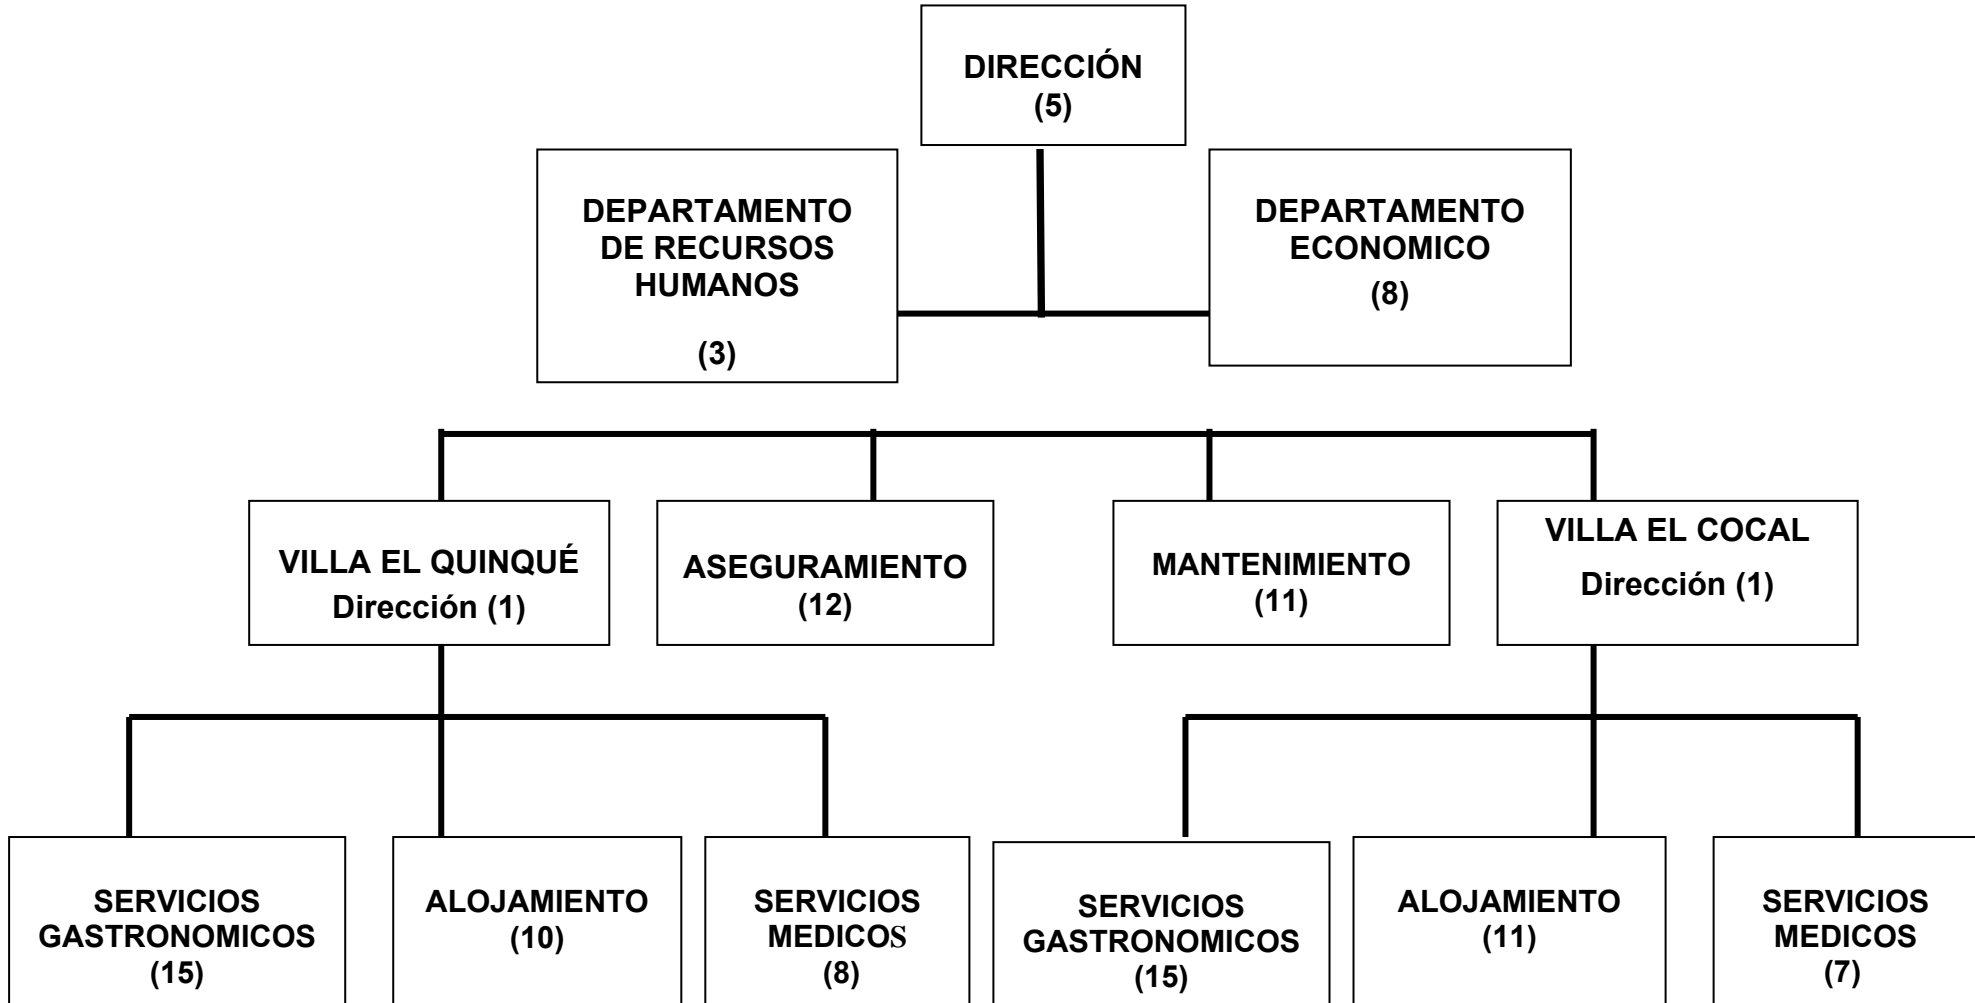 DIRECCIÓN
(5)
DEPARTAMENTO
DE RECURSOS
HUMANOS
(3)
DEPARTAMENTO
ECONOMICO
(8)
VILLA EL QUINQUÉ
Dirección (1)
ASEGURAMIENTO
(12)
MANTENIMIENTO
(11)
VILLA EL COCAL
Dirección (1)
SERVICIOS
GASTRONOMICOS
(15)
ALOJAMIENTO
(10)
SERVICIOS
MEDICOS
(8)
SERVICIOS
GASTRONOMICOS
(15)
ALOJAMIENTO
(11)
SERVICIOS
MEDICOS
(7)